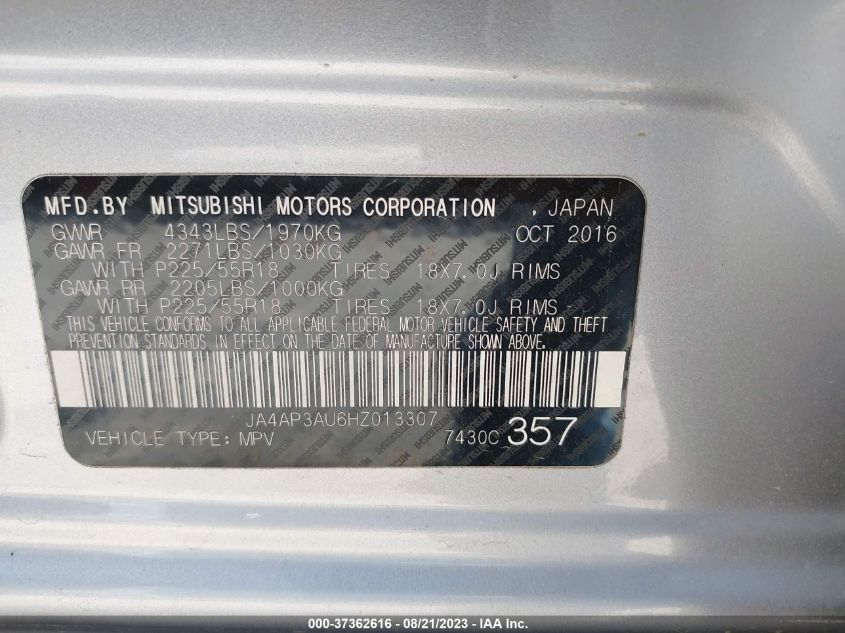 MFD.BY MITSUBISHI MOTORS CORPORATION . JAPAN
GVWR 4343LBS/1970KG OCT 2016
GAWR FR 2271LBS/1030KG
WITH P225/55R18 TIRES 18X7.0J RIMS
GAWR RR 2205LBS/1000KG
WITH P225/55R18 TIRES 18X7.0J RIMS
THIS VEHICLE CONFORMS TO ALL APPLICABLE FEDERAL MOTOR VEHICLE SAFETY AND THEFT
PREVENTION STANDARDS IN EFFECT ON THE DATE OF MANUFACTURE SHOWN ABOVE.
JA4AP3AU6HZ013307
VEHICLE TYPE: MPV 7430C 357
000-37362616 - 08/21/2023 - IAA Inc.